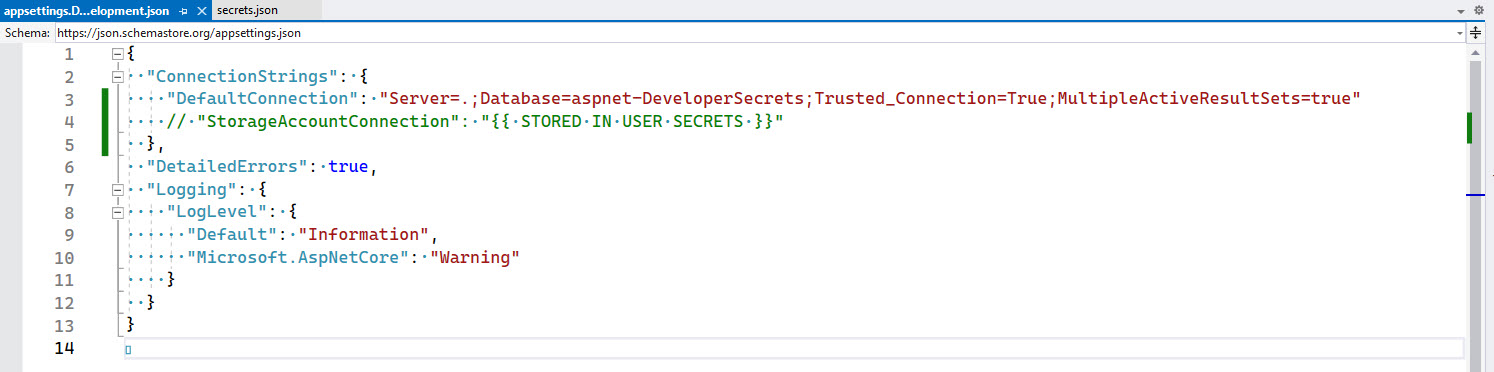 appsettings.D...elopment.json secrets.json
Schema: https://json.schemastore.org/appsettings.json
1 {
2 "ConnectionStrings": {
3 "DefaultConnection": "Server=.;Database=aspnet-DeveloperSecrets;Trusted_Connection=True;MultipleActiveResultSets=true"
4 // "StorageAccountConnection": "{{ STORED IN USER SECRETS }}"
5 },
6 "DetailedErrors": true,
7 "Logging": {
8 "LogLevel": {
9 "Default": "Information",
10 "Microsoft.AspNetCore": "Warning"
11 }
12 }
13 }
14